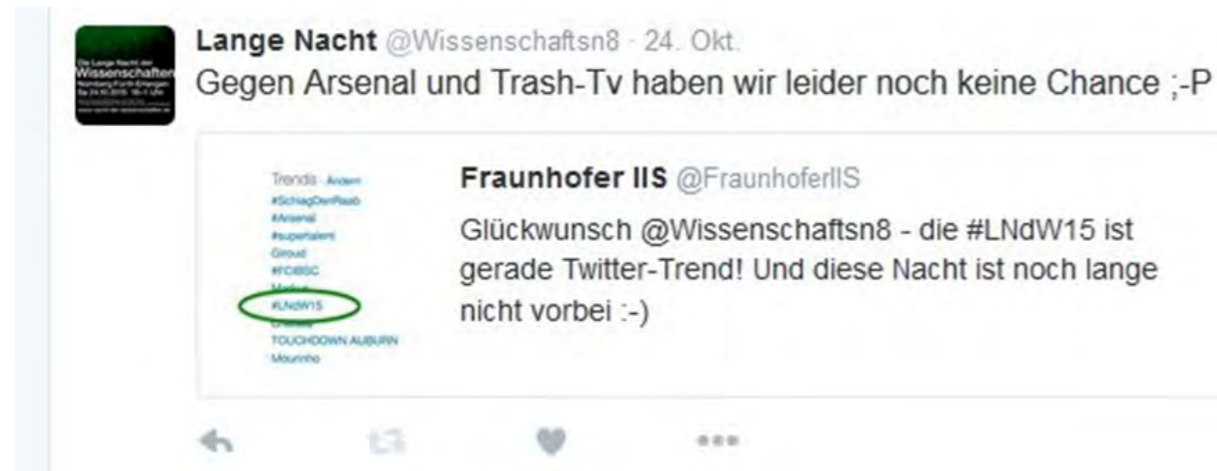 Lange Nacht @Wissenschaftsn8 · 24. Okt.
Gegen Arsenal und Trash-Tv haben wir leider noch keine Chance ;-P
Die Lange Nacht der
Wissenschaften
Fraunhofer IIS @FraunhoferIIS
Glückwunsch @Wissenschaftsn8 - die #LNdW15 ist
gerade Twitter-Trend! Und diese Nacht ist noch lange
nicht vorbei :-)
Trends · Ändern
#SchlagDenRaab
#Arsenal
#supertalent
Giroud
#FCIBSC
#LNdW15
TOUCHDOWN AUBURN
Mourinho